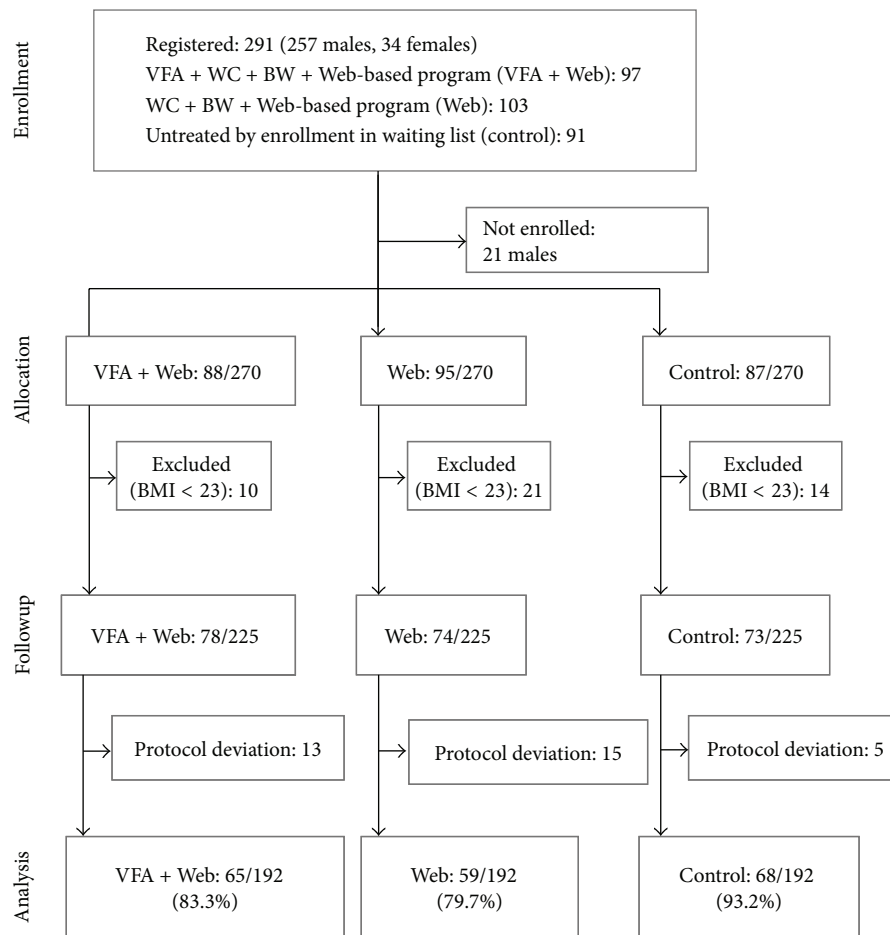 Enrollment
Registered: 291 (257 males, 34 females)
VFA + WC + BW + Web-based program (VFA + Web): 97
WC + BW + Web-based program (Web): 103
Untreated by enrollment in waiting list (control): 91
Not enrolled:
21 males
Allocation
VFA + Web: 88/270
Web: 95/270
Control: 87/270
Excluded
(BMI < 23): 10
Excluded
(BMI < 23): 21
Excluded
(BMI < 23): 14
Followup
VFA + Web: 78/225
Web: 74/225
Control: 73/225
Protocol deviation: 13
Protocol deviation: 15
Protocol deviation: 5
Analysis
VFA + Web: 65/192
(83.3%)
Web: 59/192
(79.7%)
Control: 68/192
(93.2%)